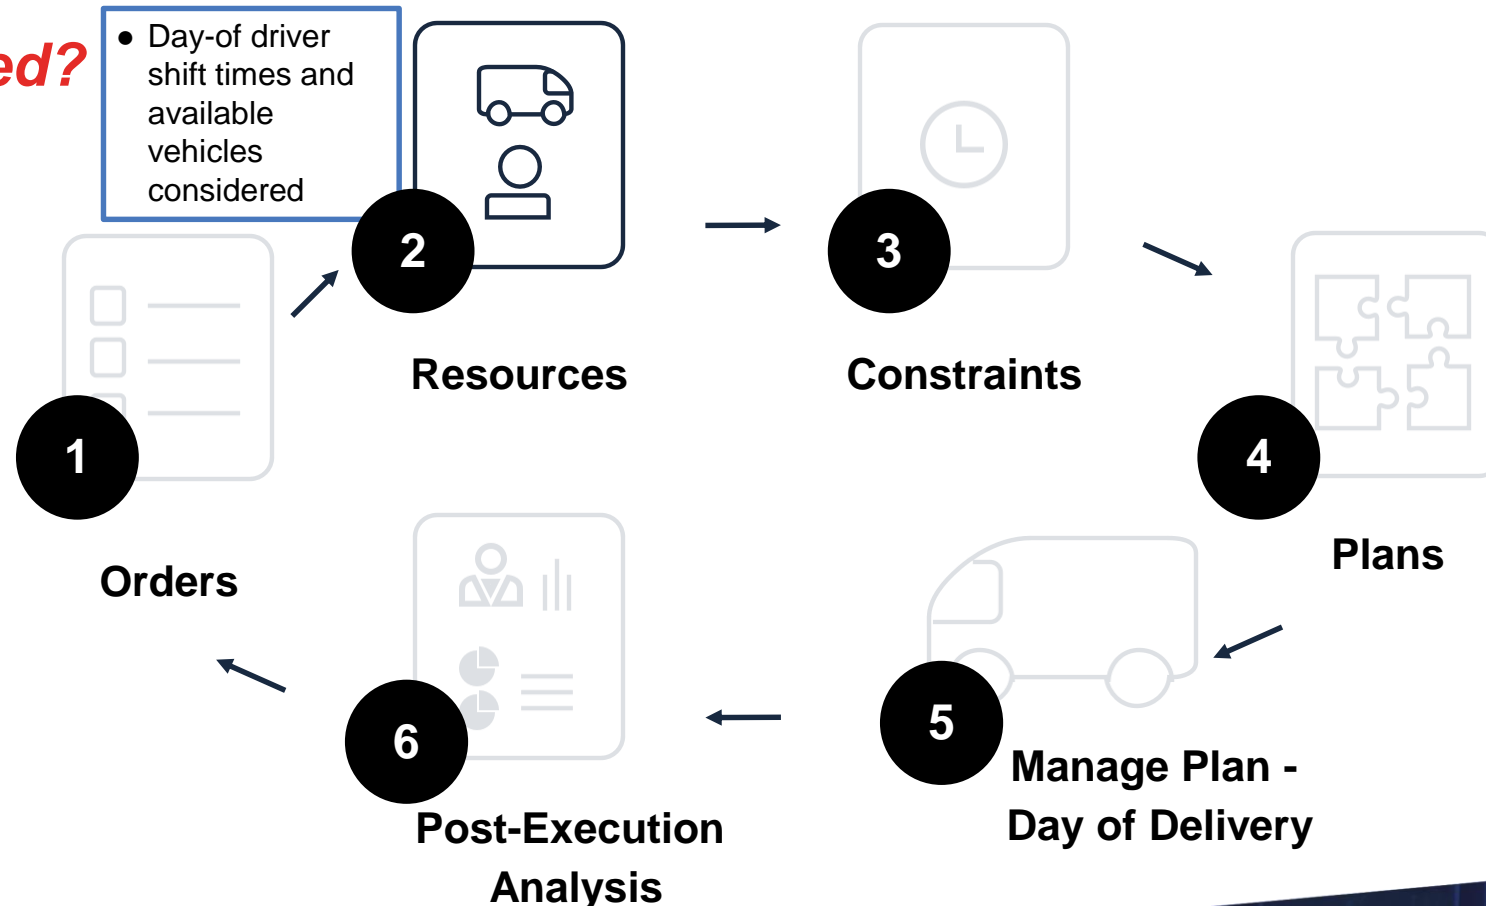 ed?
● Day-of driver
shift times and
available
vehicles
considered
2
Resources
3
Constraints
1
Orders
4
Plans
5
Manage Plan -
Day of Delivery
6
Post-Execution
Analysis